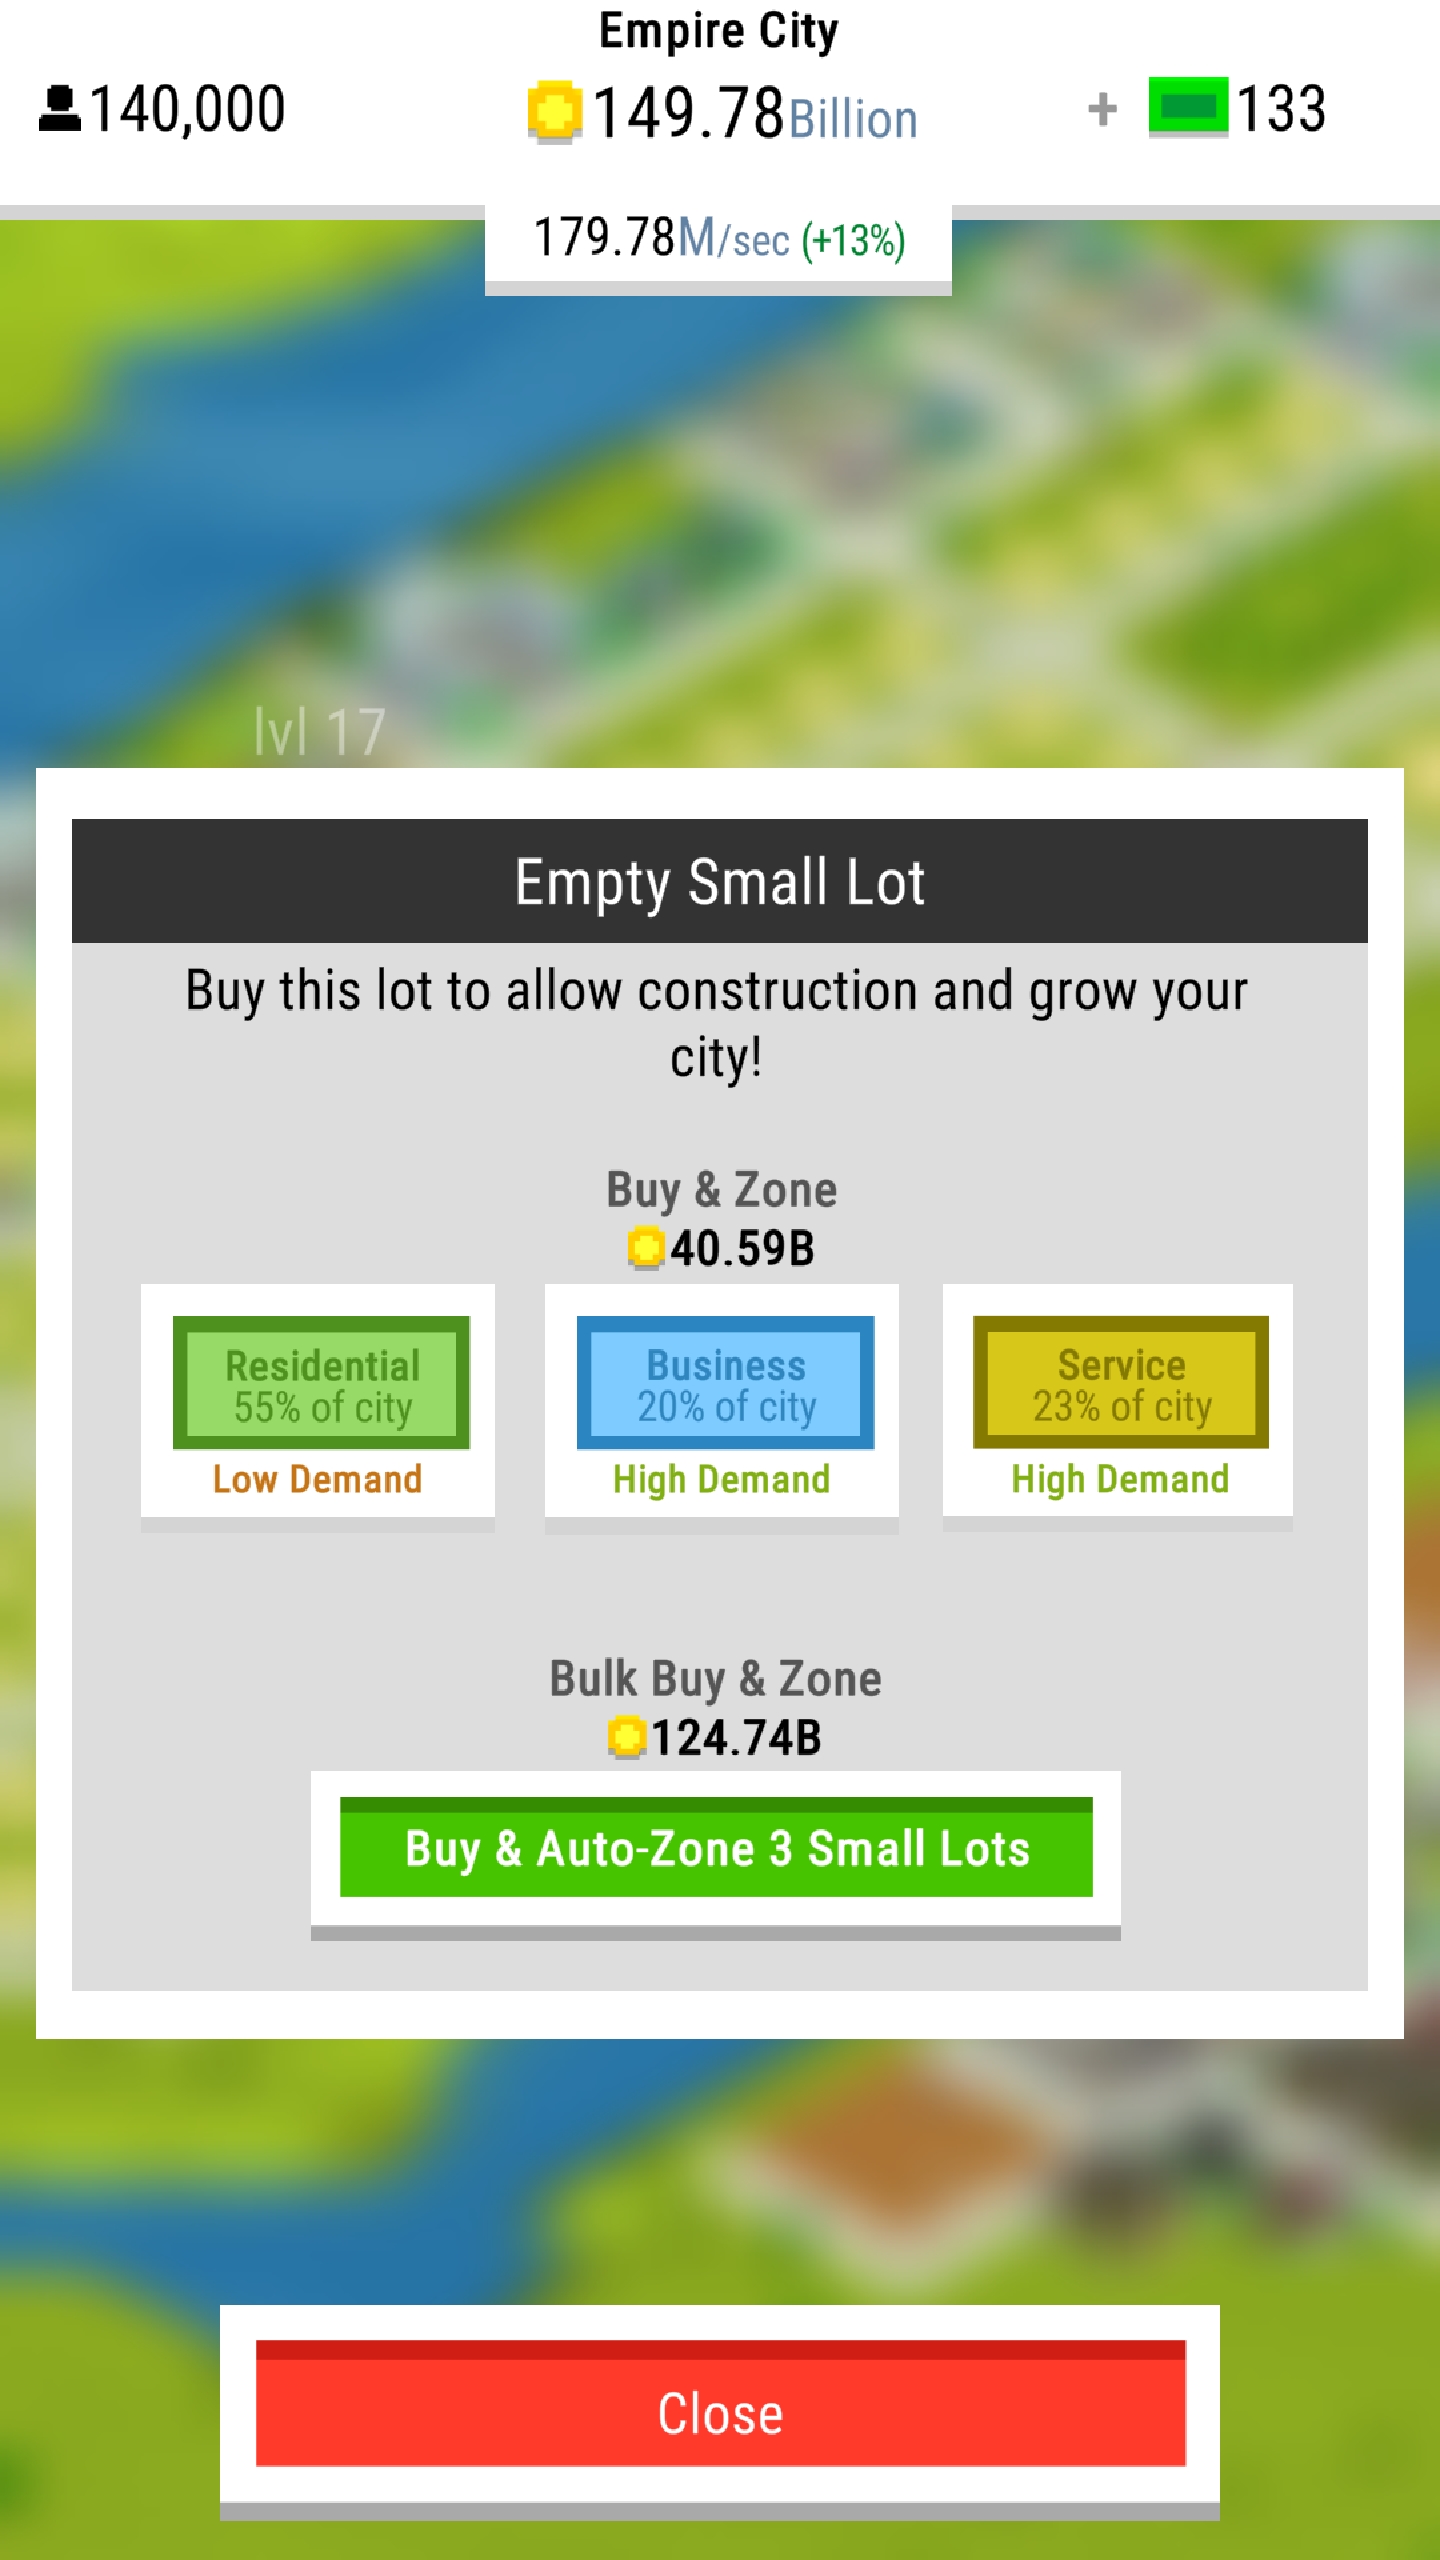 Empire City
140,000
149.78 Billion
+ 133
179.78M/sec (+13%)
lvl 17
Empty Small Lot
Buy this lot to allow construction and grow your
city!
Buy & Zone
40.59B
Residential
55% of city
Low Demand
Business
20% of city
High Demand
Service
23% of city
High Demand
Bulk Buy & Zone
124.74B
Buy & Auto-Zone 3 Small Lots
Close